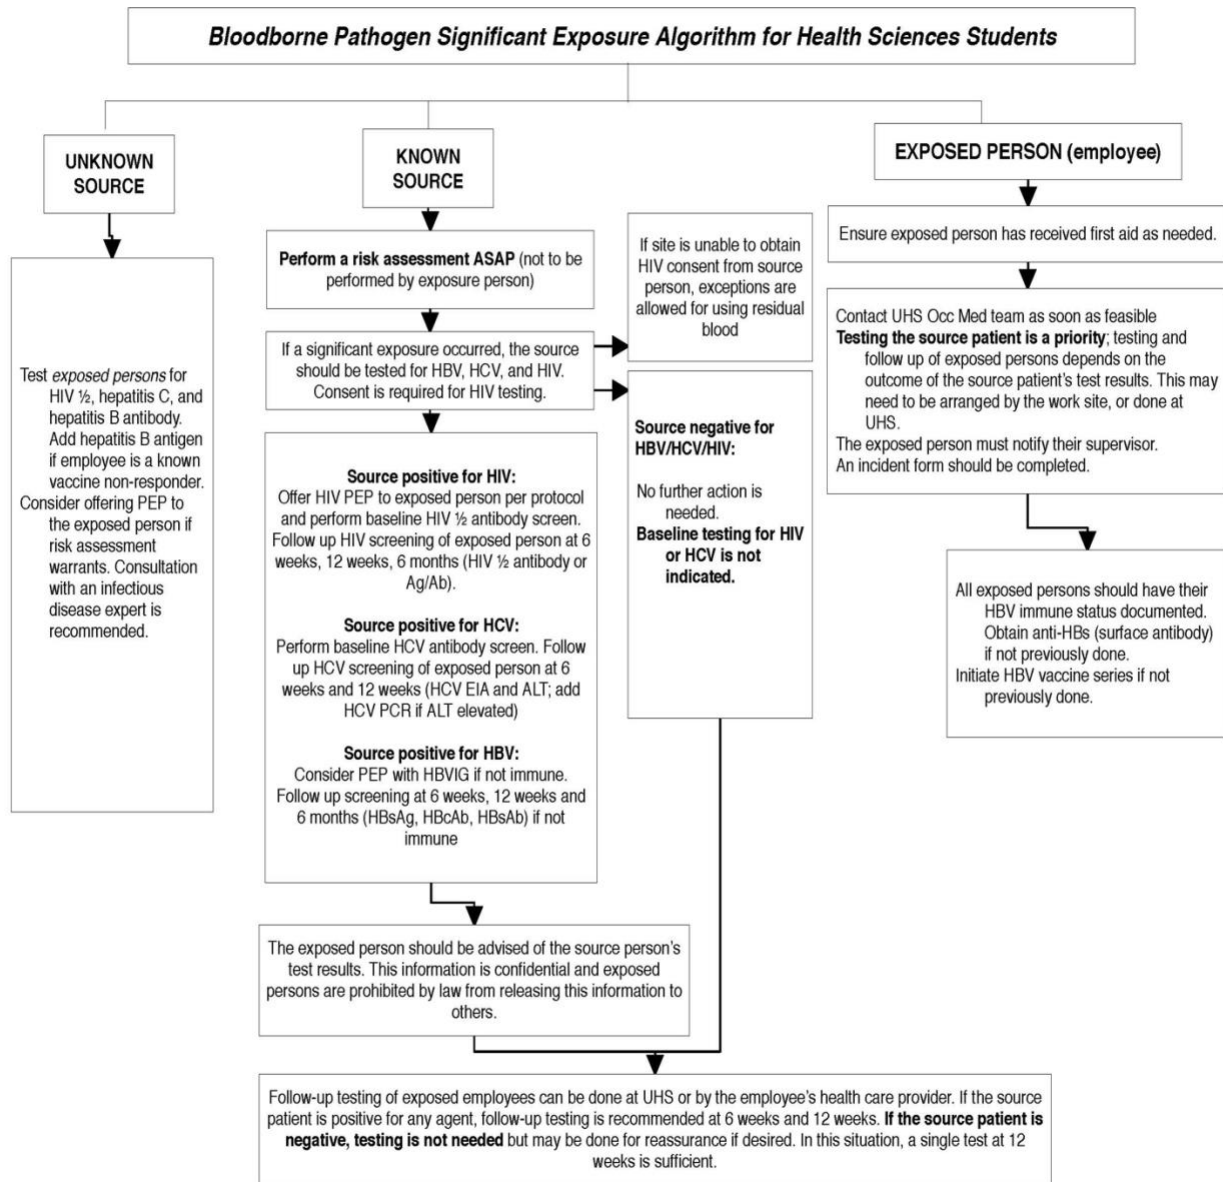 Bloodborne Pathogen Significant Exposure Algorithm for Health Sciences Students
UNKNOWN
SOURCE
Test exposed persons for
HIV ½, hepatitis C, and
hepatitis B antibody.
Add hepatitis B antigen
if employee is a known
vaccine non-responder.
Consider offering PEP to
the exposed person if
risk assessment
warrants. Consultation
with an infectious
disease expert is
recommended.
KNOWN
SOURCE
Perform a risk assessment ASAP (not to be
performed by exposure person)
If a significant exposure occurred, the source
should be tested for HBV, HCV, and HIV.
Consent is required for HIV testing.
If site is unable to obtain
HIV consent from source
person, exceptions are
allowed for using residual
blood
Source positive for HIV:
Offer HIV PEP to exposed person per protocol
and perform baseline HIV ½ antibody screen.
Follow up HIV screening of exposed person at 6
weeks, 12 weeks, 6 months (HIV ½ antibody or
Ag/Ab).
Source positive for HCV:
Perform baseline HCV antibody screen. Follow
up HCV screening of exposed person at 6
weeks and 12 weeks (HCV EIA and ALT; add
HCV PCR if ALT elevated)
Source positive for HBV:
Consider PEP with HBVIG if not immune.
Follow up screening at 6 weeks, 12 weeks and
6 months (HBsAg, HBcAb, HBsAb) if not
immune
Source negative for
HBV/HCV/HIV:
No further action is
needed.
Baseline testing for HIV
or HCV is not
indicated.
The exposed person should be advised of the source person's
test results. This information is confidential and exposed
persons are prohibited by law from releasing this information to
others.
EXPOSED PERSON (employee)
Ensure exposed person has received first aid as needed.
Contact UHS Occ Med team as soon as feasible
Testing the source patient is a priority; testing and
follow up of exposed persons depends on the
outcome of the source patient's test results. This may
need to be arranged by the work site, or done at
UHS.
The exposed person must notify their supervisor.
An incident form should be completed.
All exposed persons should have their
HBV immune status documented.
Obtain anti-HBs (surface antibody)
if not previously done.
Initiate HBV vaccine series if not
previously done.
Follow-up testing of exposed employees can be done at UHS or by the employee's health care provider. If the source
patient is positive for any agent, follow-up testing is recommended at 6 weeks and 12 weeks. If the source patient is
negative, testing is not needed but may be done for reassurance if desired. In this situation, a single test at 12
weeks is sufficient.